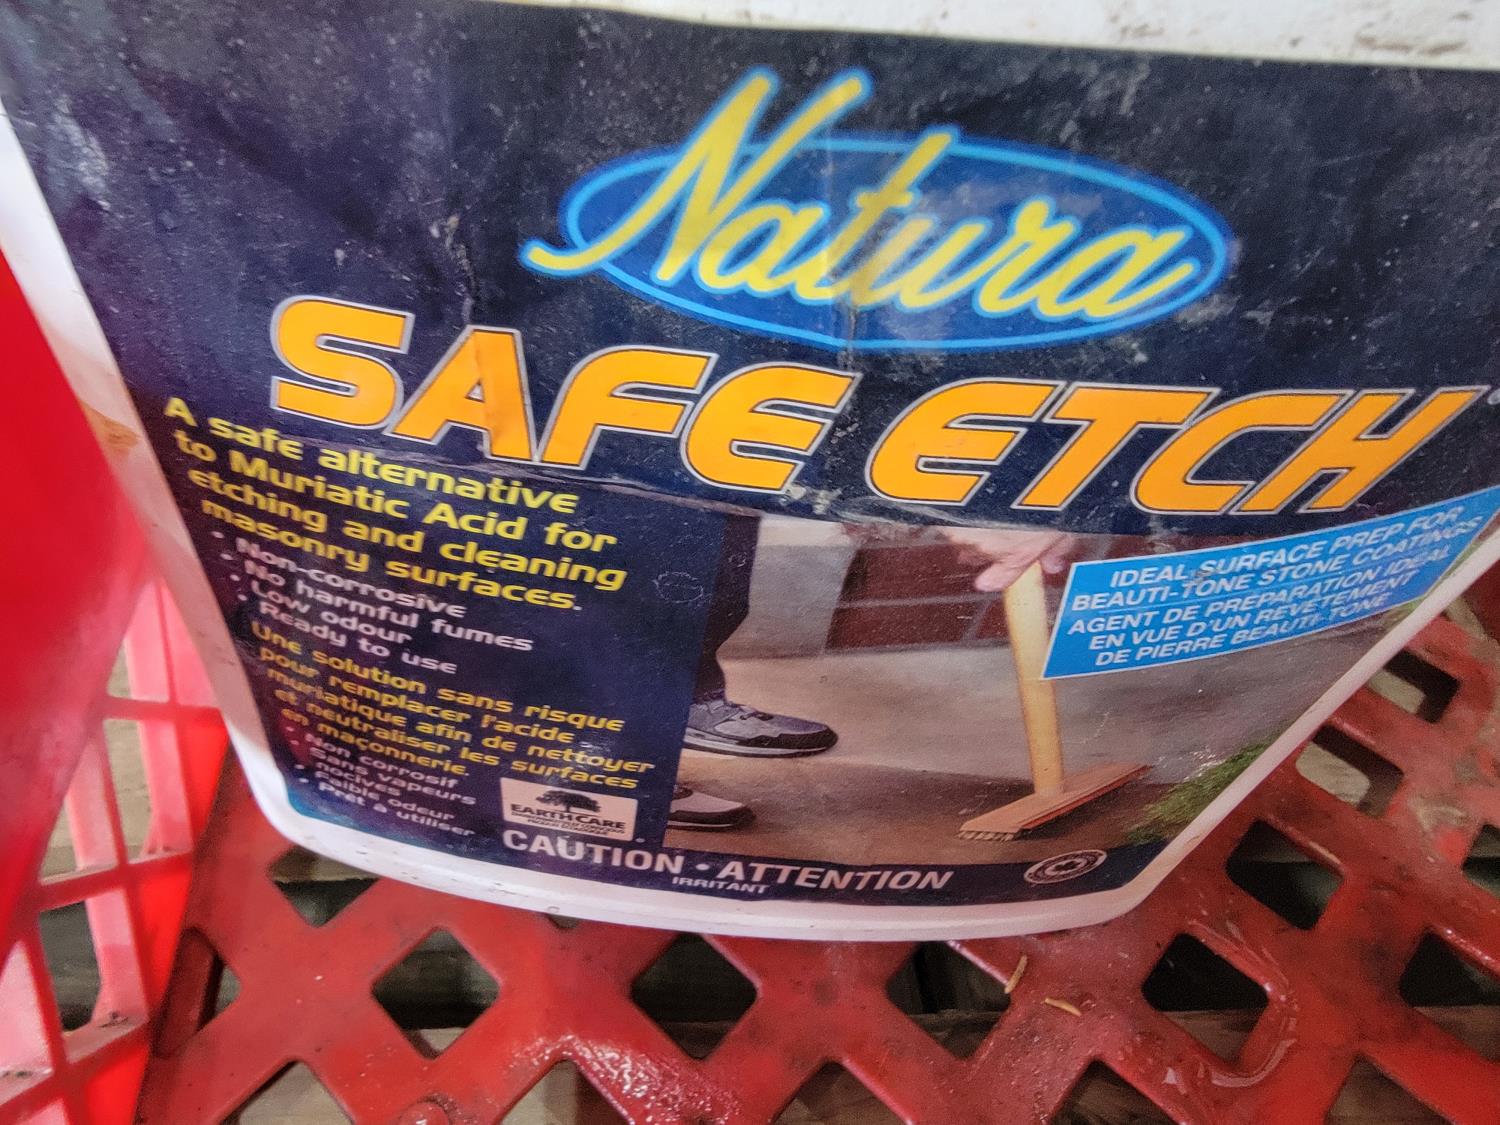 Natura
SAFE ETCH
A safe alternative
to Muriatic Acid for
etching and cleaning
masonry surfaces.
• Non-corrosive
• No harmful fumes
• Low odour
• Ready to use
Une solution sans risque
pour remplacer l'acide
muriatique afin de nettoyer
et neutraliser les surfaces
en maçonnerie.
• Non corrosif
• Sans vapeurs
nocives
• Faible odeur
• Prêt à utiliser
IDEAL SURFACE PREP FOR
BEAUTI-TONE STONE COATINGS
AGENT DE PRÉPARATION IDÉAL
EN VUE D'UN REVÊTEMENT
DE PIERRE BEAUTI-TONE
EARTH CARE
CAUTION • ATTENTION
IRRITANT